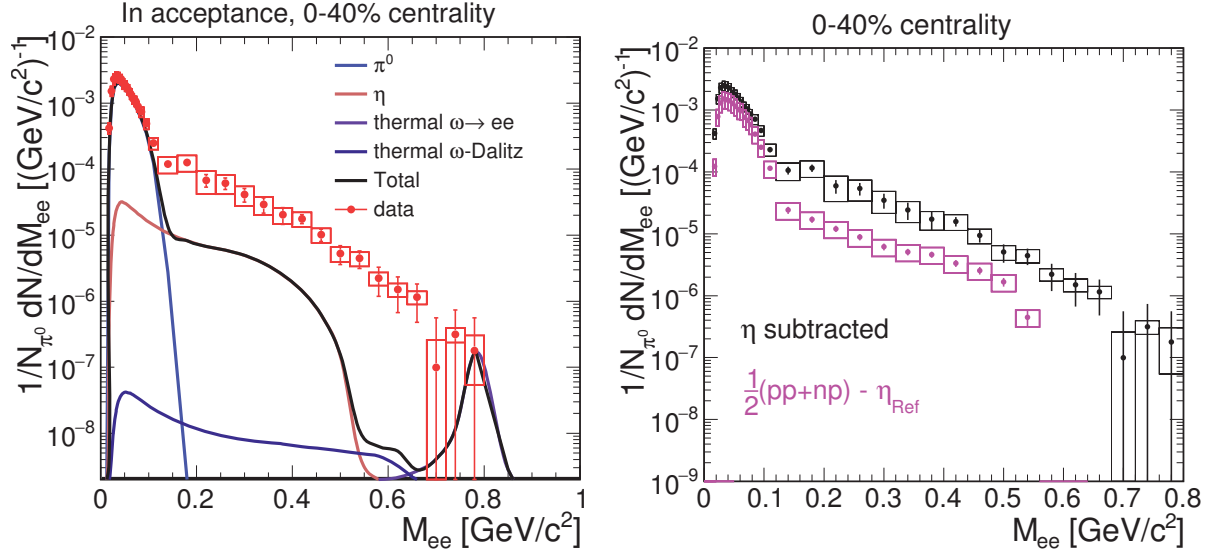 In acceptance, 0-40% centrality
1/N_π⁰ dN/dM_ee [(GeV/c²)⁻¹]
10⁻²
10⁻³
10⁻⁴
10⁻⁵
10⁻⁶
10⁻⁷
10⁻⁸
π⁰
η
thermal ω→ ee
thermal ω-Dalitz
Total
data
0 0.2 0.4 0.6 0.8 1
M_ee [GeV/c²]
0-40% centrality
1/N_π⁰ dN/dM_ee [(GeV/c²)⁻¹]
10⁻²
10⁻³
10⁻⁴
10⁻⁵
10⁻⁶
10⁻⁷
10⁻⁸
10⁻⁹
η subtracted
½(pp+np) - η_Ref
0 0.1 0.2 0.3 0.4 0.5 0.6 0.7 0.8
M_ee [GeV/c²]